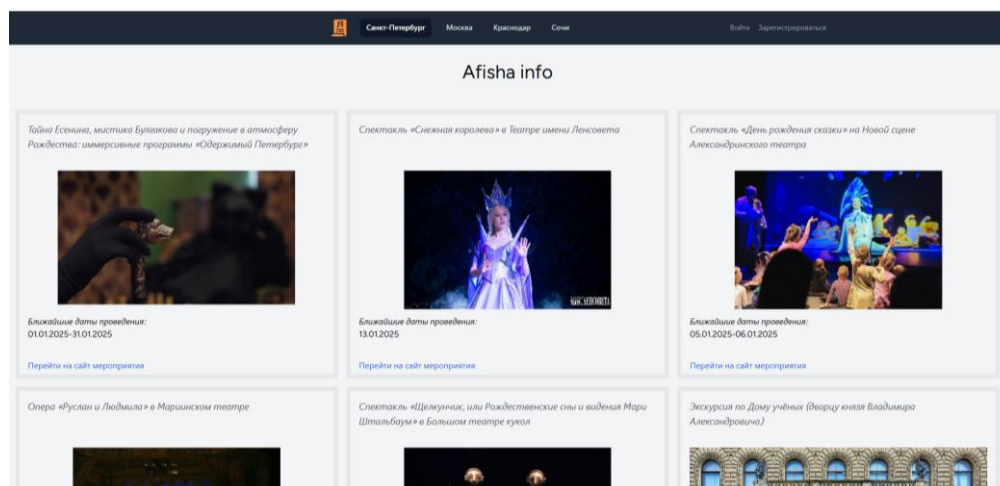 Санкт-Петербург Москва Краснодар Сочи Войти Зарегистрироваться
Afisha info
Тайна Есенина, мистика Булгакова и погружение в атмосферу
Рождества: иммерсивные программы «Одержимый Петербург»
Ближайшие даты проведения:
01.01.2025-31.01.2025
Перейти на сайт мероприятия
Спектакль «Снежная королева» в Театре имени Ленсовета
Ближайшие даты проведения:
13.01.2025
Перейти на сайт мероприятия
Спектакль «День рождения сказки» на Новой сцене
Александринского театра
Ближайшие даты проведения:
05.01.2025-06.01.2025
Перейти на сайт мероприятия
Опера «Руслан и Людмила» в Мариинском театре
Спектакль «Щелкунчик, или Рождественские сны и видения Мари
Штальбаум» в Большом театре кукол
Экскурсия по Дому учёных (дворцу князя Владимира
Александровича)